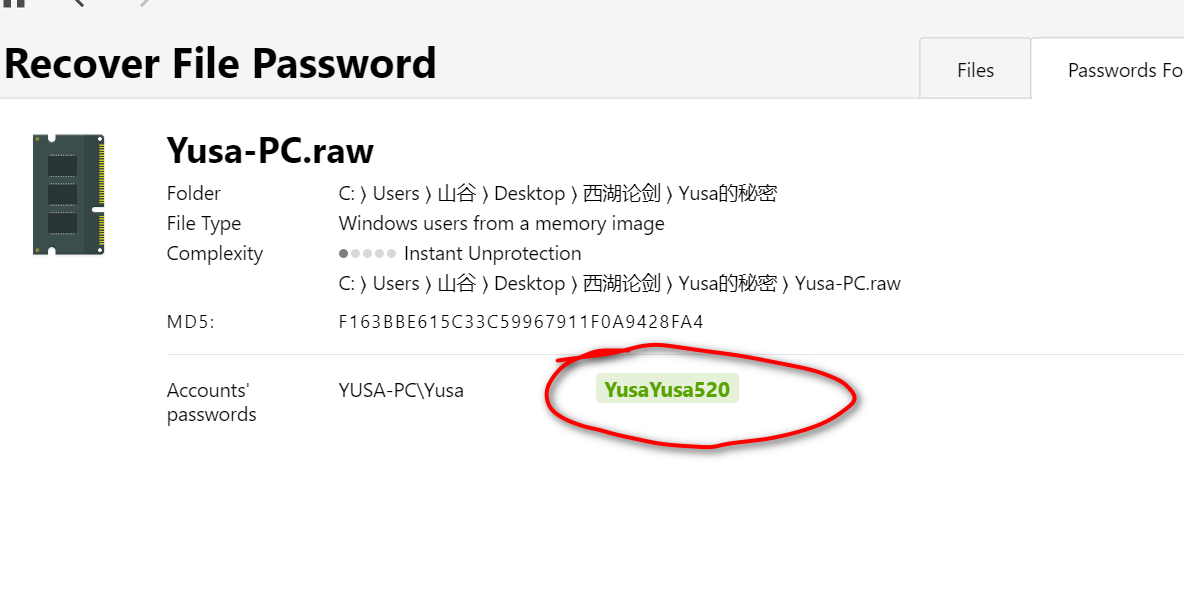 Recover File Password
Files
Passwords Fo
Yusa-PC.raw
Folder C: ⟩ Users ⟩ 山谷 ⟩ Desktop ⟩ 西湖论剑 ⟩ Yusa的秘密
File Type Windows users from a memory image
Complexity Instant Unprotection
C: ⟩ Users ⟩ 山谷 ⟩ Desktop ⟩ 西湖论剑 ⟩ Yusa的秘密 ⟩ Yusa-PC.raw
MD5: F163BBE615C33C59967911F0A9428FA4
Accounts' YUSA-PC\Yusa YusaYusa520
passwords